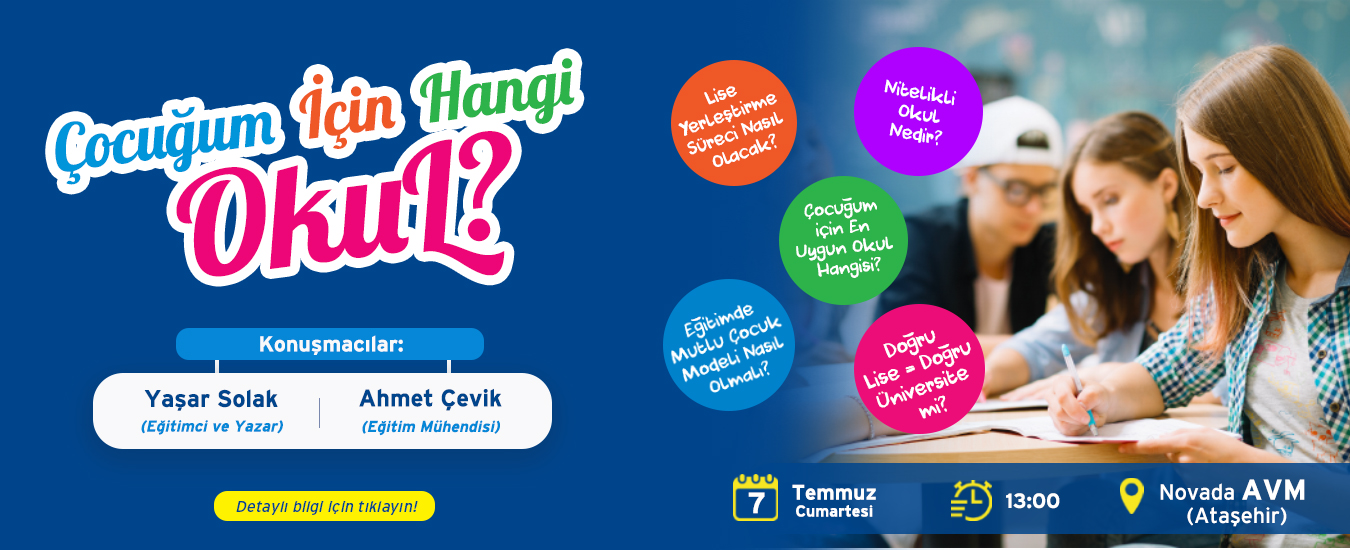 Çocuğum İçin Hangi
Okul?
Konuşmacılar:
Yaşar Solak
(Eğitimci ve Yazar)
Ahmet Çevik
(Eğitim Mühendisi)
Detaylı bilgi için tıklayın!
Lise
Yerleştirme
Süreci Nasıl
Olacak?
Nitelikli
Okul
Nedir?
Çocuğum
için En
Uygun Okul
Hangisi?
Eğitimde
Mutlu Çocuk
Modeli Nasıl
Olmalı?
Doğru
Lise = Doğru
Üniversite
mi?
7
Temmuz
Cumartesi
13:00
Novada AVM
(Ataşehir)